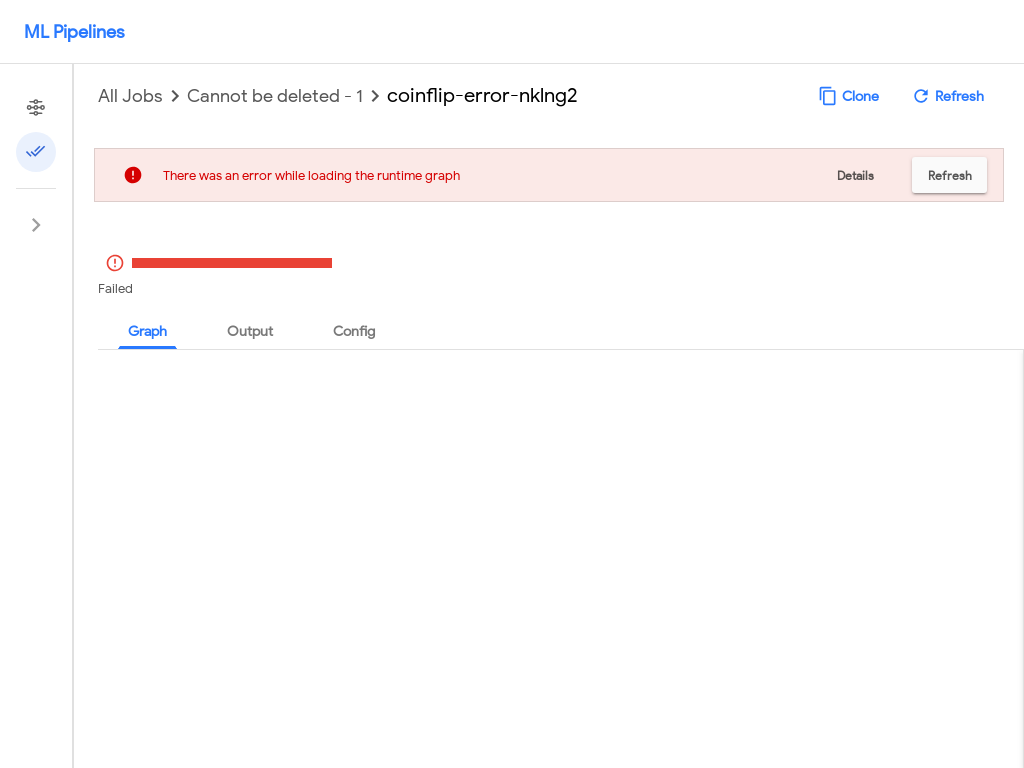 ML Pipelines
All Jobs > Cannot be deleted - 1 > coinflip-error-nklng2
Clone
Refresh
There was an error while loading the runtime graph
Details
Refresh
Failed
Graph
Output
Config